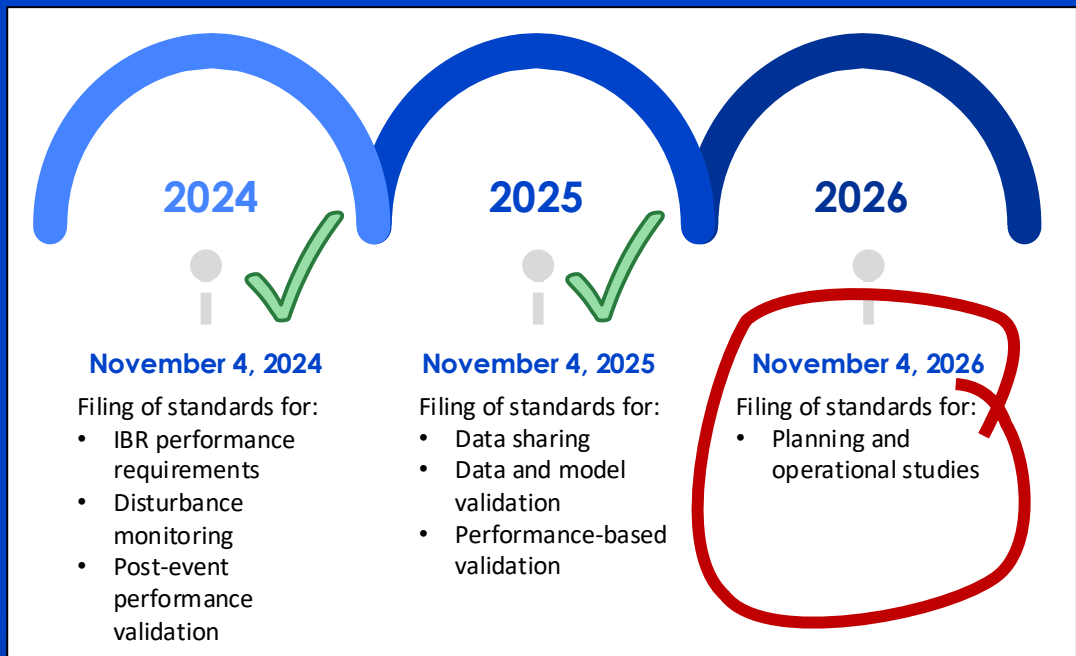 2024
November 4, 2024
Filing of standards for:
• IBR performance
requirements
• Disturbance
monitoring
• Post-event
performance
validation
2025
November 4, 2025
Filing of standards for:
• Data sharing
• Data and model
validation
• Performance-based
validation
2026
November 4, 2026
Filing of standards for:
• Planning and
operational studies